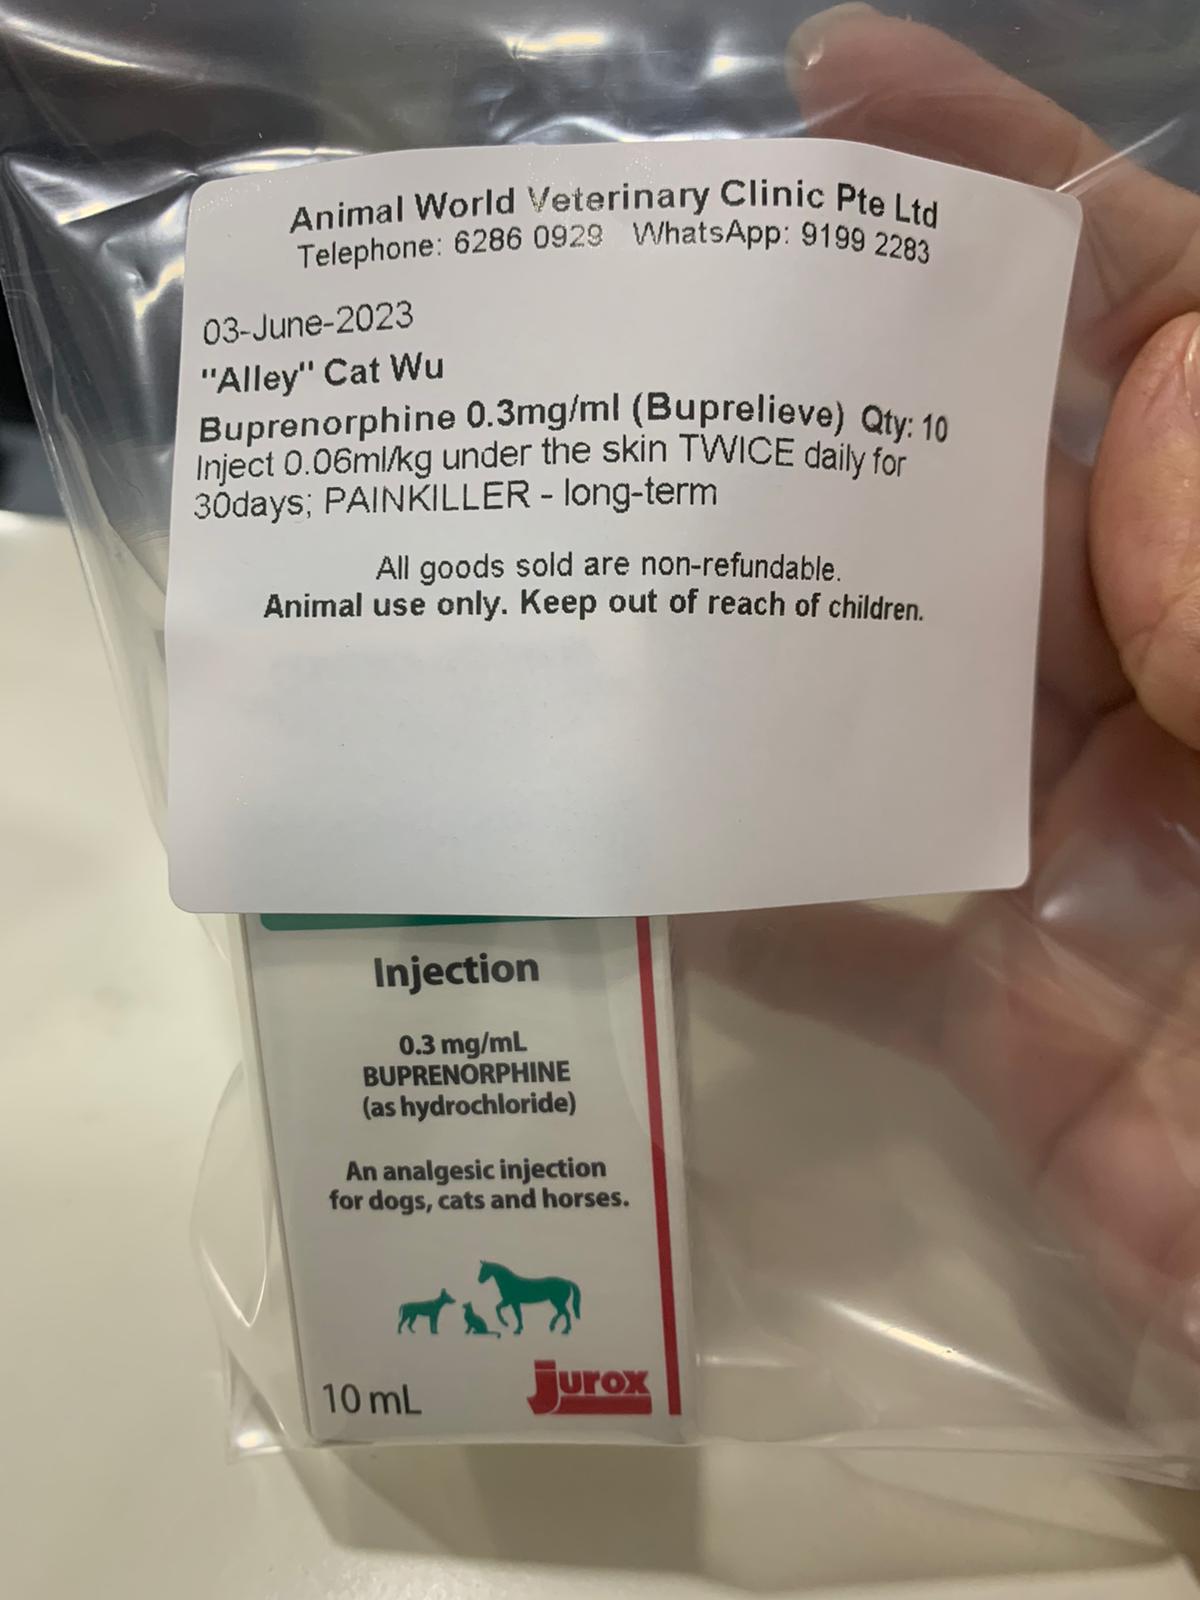 Animal World Veterinary Clinic Pte Ltd
Telephone: 6286 0929 WhatsApp: 9199 2283
03-June-2023
"Alley" Cat Wu
Buprenorphine 0.3mg/ml (Buprelieve) Qty: 10
Inject 0.06ml/kg under the skin TWICE daily for
30days; PAINKILLER - long-term
All goods sold are non-refundable.
Animal use only. Keep out of reach of children.
Injection
0.3 mg/mL
BUPRENORPHINE
(as hydrochloride)
An analgesic injection
for dogs, cats and horses.
10 mL
jurox